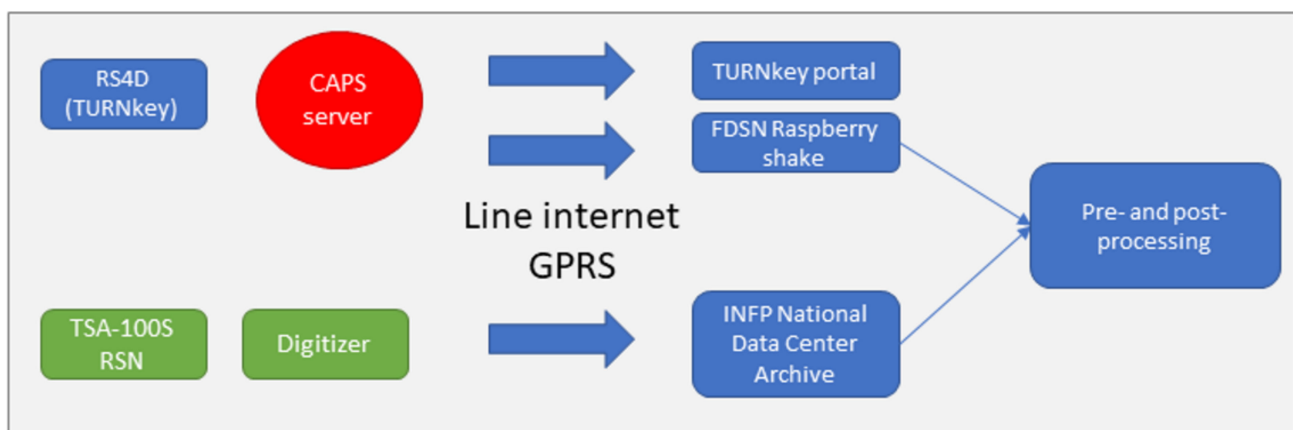 RS4D
(TURNkey)
CAPS
server
TURNkey portal
FDSN Raspberry
shake
Line internet
GPRS
Pre- and post-
processing
TSA-100S
RSN
Digitizer
INFP National
Data Center
Archive